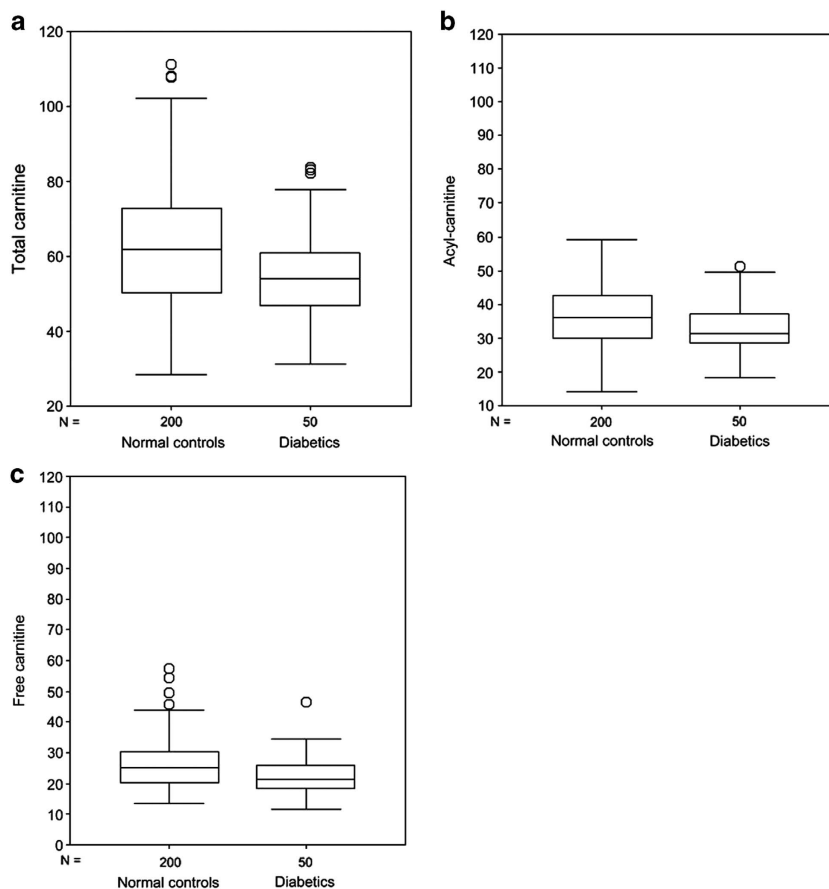 a
120
100
80
60
40
20
Total carnitine
N = 200 50
Normal controls Diabetics
b
120
110
100
90
80
70
60
50
40
30
20
10
Acyl-carnitine
N = 200 50
Normal controls Diabetics
c
120
110
100
90
80
70
60
50
40
30
20
10
0
Free carnitine
N = 200 50
Normal controls Diabetics